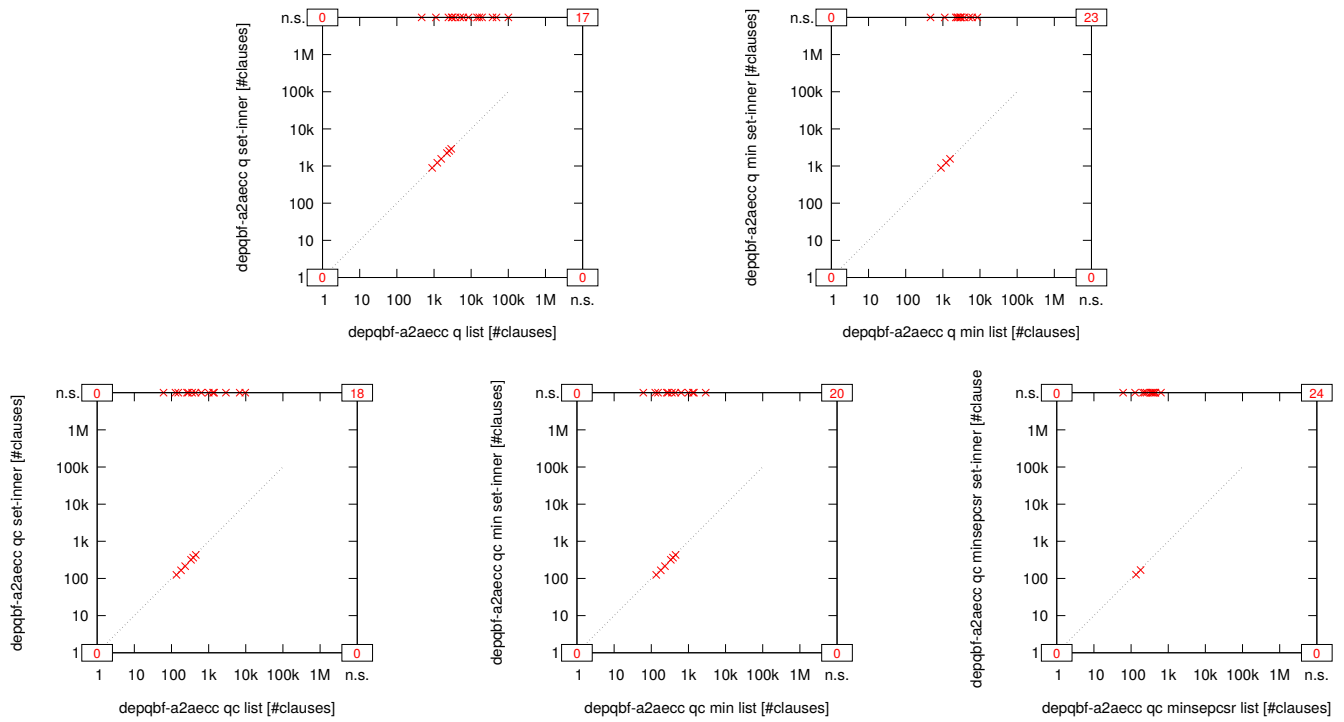 n.s.
0
17
1M
100k
10k
1k
100
10
1
0
0
1
10
100
1k
10k
100k
1M
n.s.
depqbf-a2aecc q set-inner [#clauses]
depqbf-a2aecc q list [#clauses]
n.s.
0
23
1M
100k
10k
1k
100
10
1
0
0
1
10
100
1k
10k
100k
1M
n.s.
depqbf-a2aecc q min set-inner [#clauses]
depqbf-a2aecc q min list [#clauses]
n.s.
0
18
1M
100k
10k
1k
100
10
1
0
0
1
10
100
1k
10k
100k
1M
n.s.
depqbf-a2aecc qc set-inner [#clauses]
depqbf-a2aecc qc list [#clauses]
n.s.
0
20
1M
100k
10k
1k
100
10
1
0
0
1
10
100
1k
10k
100k
1M
n.s.
depqbf-a2aecc qc min set-inner [#clauses]
depqbf-a2aecc qc min list [#clauses]
n.s.
0
24
1M
100k
10k
1k
100
10
1
0
0
1
10
100
1k
10k
100k
1M
n.s.
depqbf-a2aecc qc minsepcsr set-inner [#clause
depqbf-a2aecc qc minsepcsr list [#clauses]